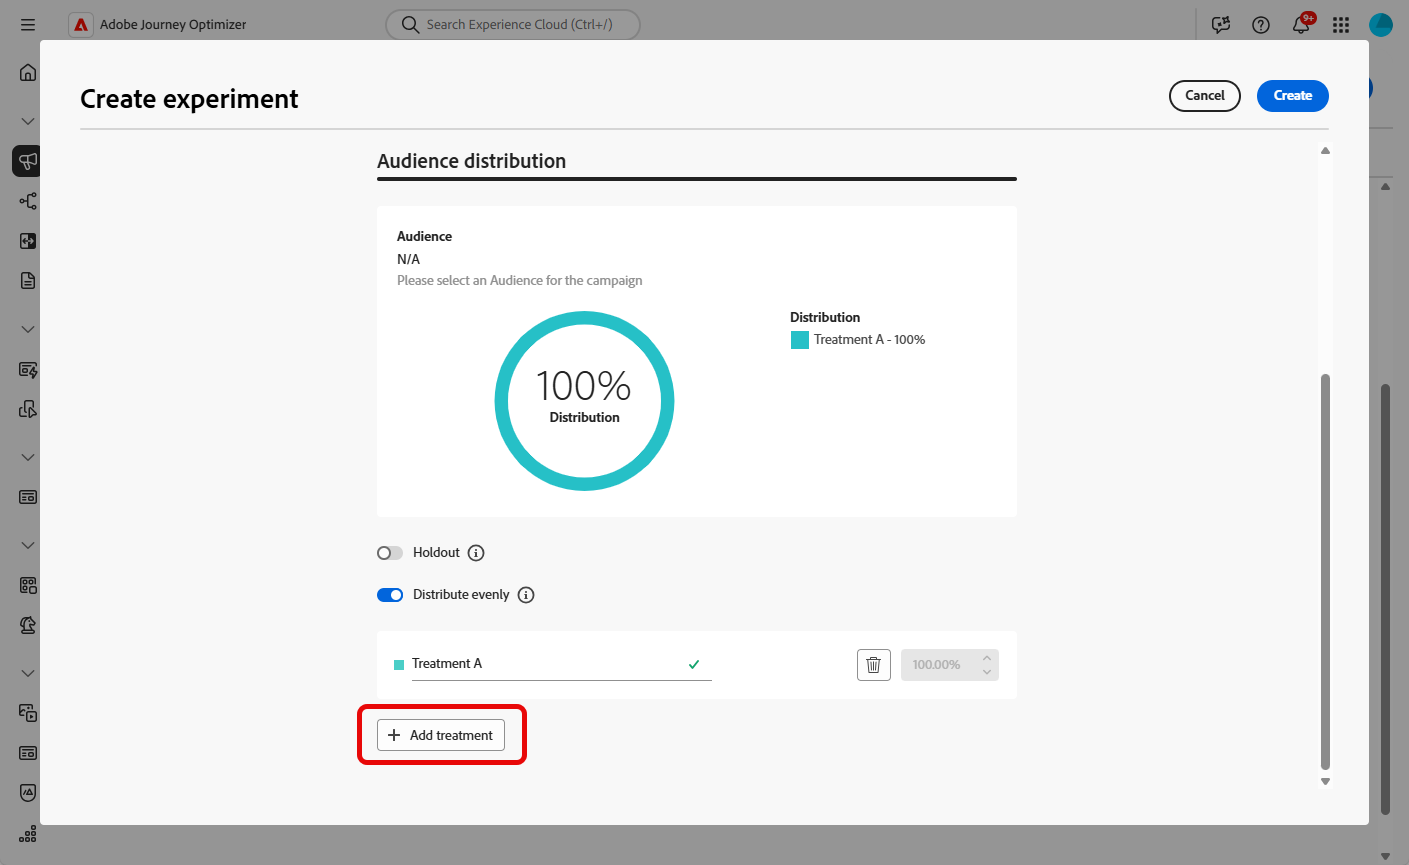 Adobe Journey Optimizer
Search Experience Cloud (Ctrl+/)
9+
Create experiment
Cancel
Create
Audience distribution
Audience
N/A
Please select an Audience for the campaign
Distribution
Treatment A - 100%
100%
Distribution
Holdout
Distribute evenly
Treatment A
100.00%
Add treatment